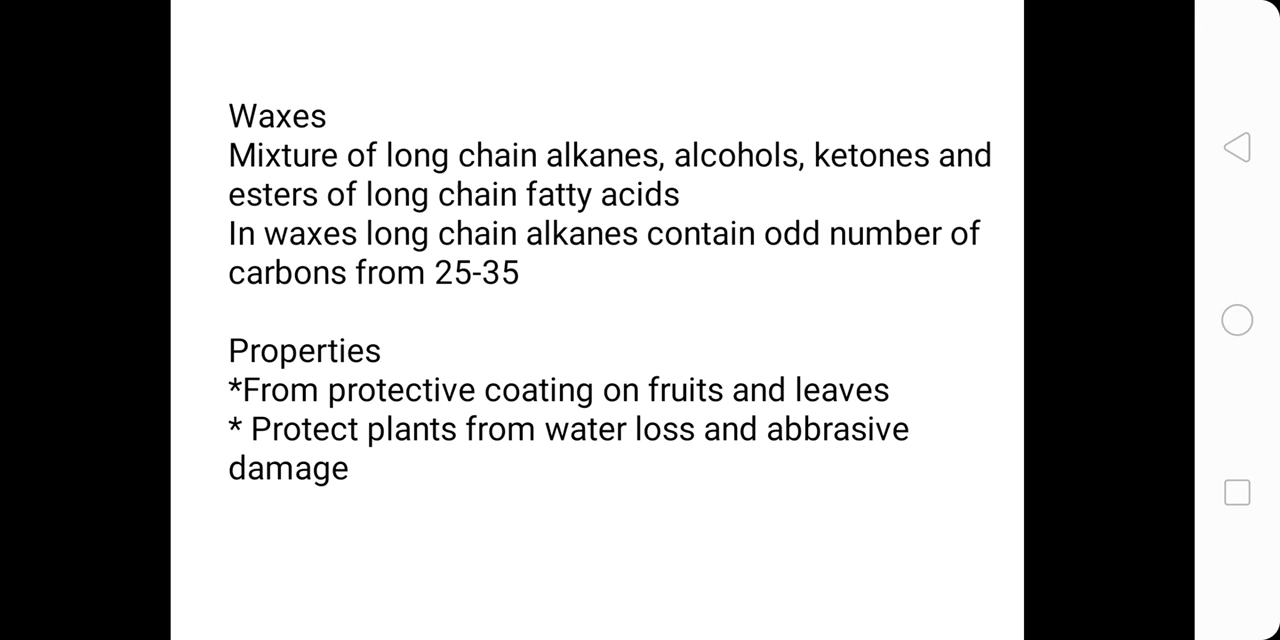 Waxes
Mixture of long chain alkanes, alcohols, ketones and
esters of long chain fatty acids
In waxes long chain alkanes contain odd number of
carbons from 25-35
Properties
*From protective coating on fruits and leaves
* Protect plants from water loss and abbrasive
damage